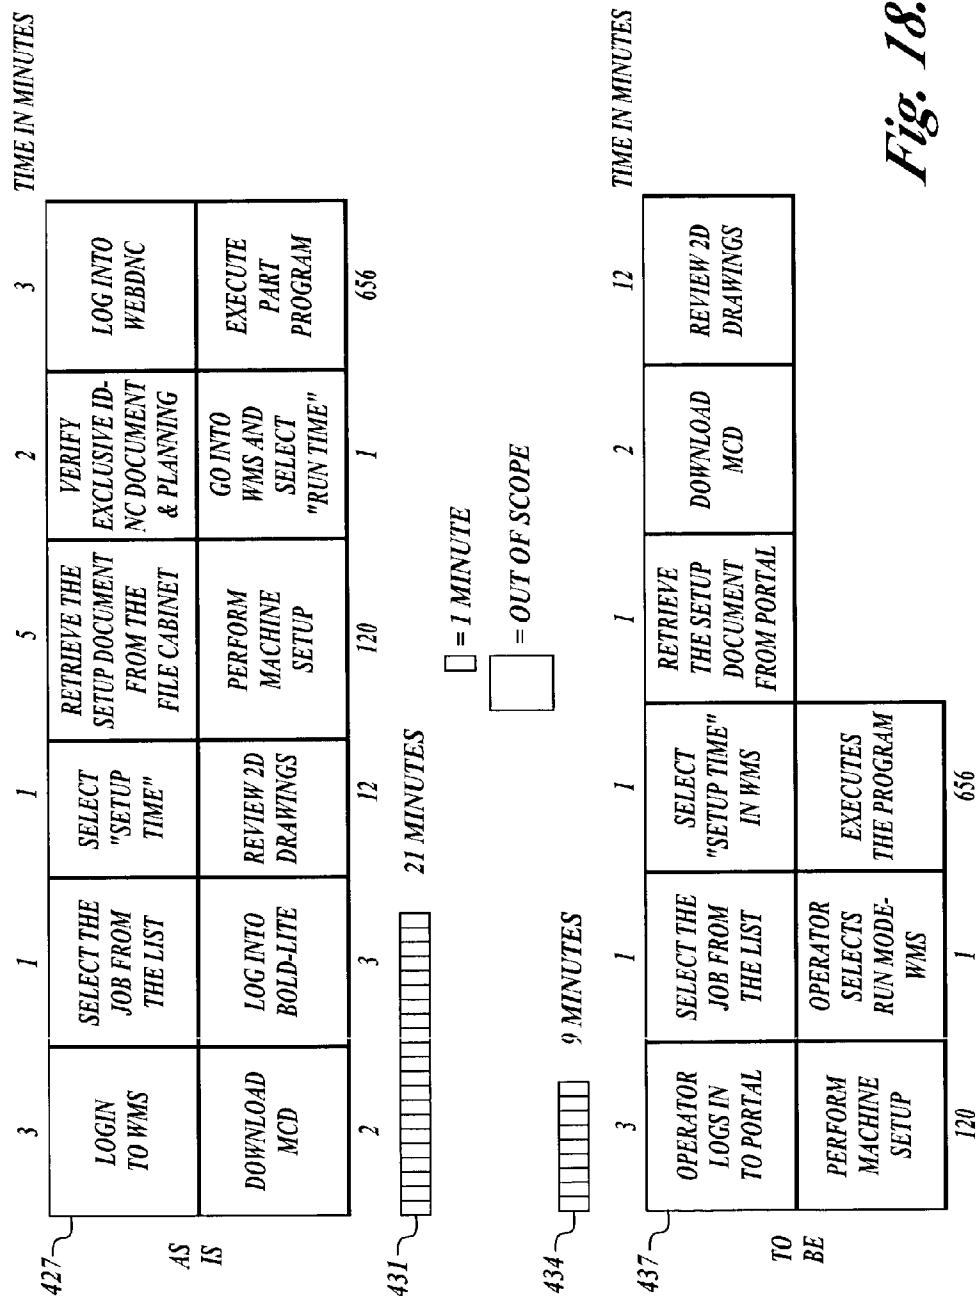 TIME IN MINUTES
3
1
1
5
2
3
427
AS
IS
LOGIN
TO WMS
SELECT THE
JOB FROM
THE LIST
SELECT
"SETUP
TIME"
RETRIEVE THE
SETUP DOCUMENT
FROM THE
FILE CABINET
VERIFY
EXCLUSIVE ID-
NC DOCUMENT
& PLANNING
LOG INTO
WEBDNC
DOWNLOAD
MCD
LOG INTO
BOLD-LITE
REVIEW 2D
DRAWINGS
PERFORM
MACHINE
SETUP
GO INTO
WMS AND
SELECT
"RUN TIME"
EXECUTE
PART
PROGRAM
2
3
12
120
1
656
431
21 MINUTES
= 1 MINUTE
= OUT OF SCOPE
434
9 MINUTES
TIME IN MINUTES
3
1
1
1
2
12
437
TO
BE
OPERATOR
LOGS IN
TO PORTAL
SELECT THE
JOB FROM
THE LIST
SELECT
"SETUP TIME"
IN WMS
RETRIEVE
THE SETUP
DOCUMENT
FROM PORTAL
DOWNLOAD
MCD
REVIEW 2D
DRAWINGS
PERFORM
MACHINE
SETUP
OPERATOR
SELECTS
RUN MODE-
WMS
EXECUTES
THE PROGRAM
120
1
656
Fig. 18.